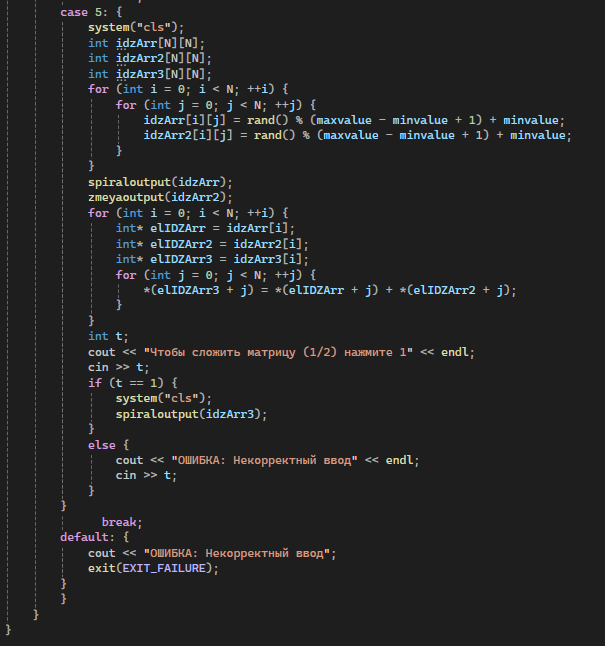 case 5: {
system("cls");
int idzArr[N][N];
int idzArr2[N][N];
int idzArr3[N][N];
for (int i = 0; i < N; ++i) {
for (int j = 0; j < N; ++j) {
idzArr[i][j] = rand() % (maxvalue - minvalue + 1) + minvalue;
idzArr2[i][j] = rand() % (maxvalue - minvalue + 1) + minvalue;
}
}
spiraloutput(idzArr);
zmeyaoutput(idzArr2);
for (int i = 0; i < N; ++i) {
int* elIDZArr = idzArr[i];
int* elIDZArr2 = idzArr2[i];
int* elIDZArr3 = idzArr3[i];
for (int j = 0; j < N; ++j) {
*(elIDZArr3 + j) = *(elIDZArr + j) + *(elIDZArr2 + j);
}
}
int t;
cout << "Чтобы сложить матрицу (1/2) нажмите 1" << endl;
cin >> t;
if (t == 1) {
system("cls");
spiraloutput(idzArr3);
}
else {
cout << "ОШИБКА: Некорректный ввод" << endl;
cin >> t;
}
}
break;
default: {
cout << "ОШИБКА: Некорректный ввод";
exit(EXIT_FAILURE);
}
}
}
}